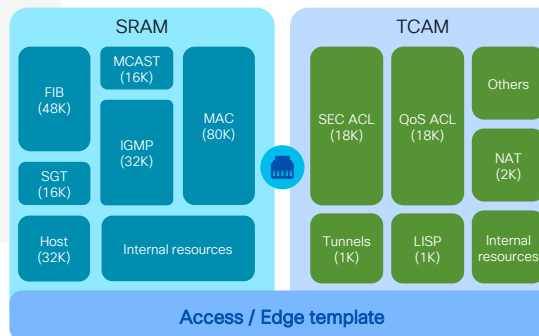 SRAM
FIB
(48K)
MCAST
(16K)
IGMP
(32K)
MAC
(80K)
SGT
(16K)
Host
(32K)
Internal resources
TCAM
SEC ACL
(18K)
QoS ACL
(18K)
Others
NAT
(2K)
Tunnels
(1K)
LISP
(1K)
Internal
resources
Access / Edge template